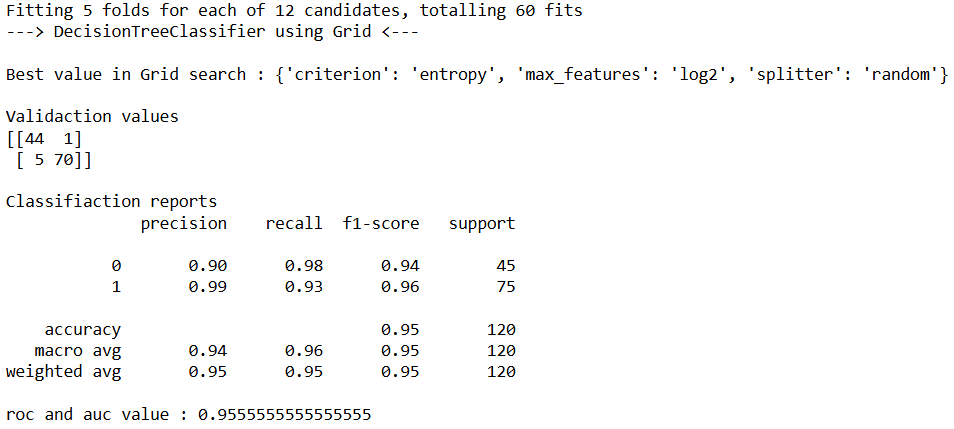 Fitting 5 folds for each of 12 candidates, totalling 60 fits
---> DecisionTreeClassifier using Grid <---
Best value in Grid search : {'criterion': 'entropy', 'max_features': 'log2', 'splitter': 'random'}
Validaction values
[[44  1]
 [ 5 70]]
Classifiaction reports
              precision    recall  f1-score   support
           0       0.90      0.98      0.94        45
           1       0.99      0.93      0.96        75
    accuracy                           0.95       120
   macro avg       0.94      0.96      0.95       120
weighted avg       0.95      0.95      0.95       120
roc and auc value : 0.9555555555555555